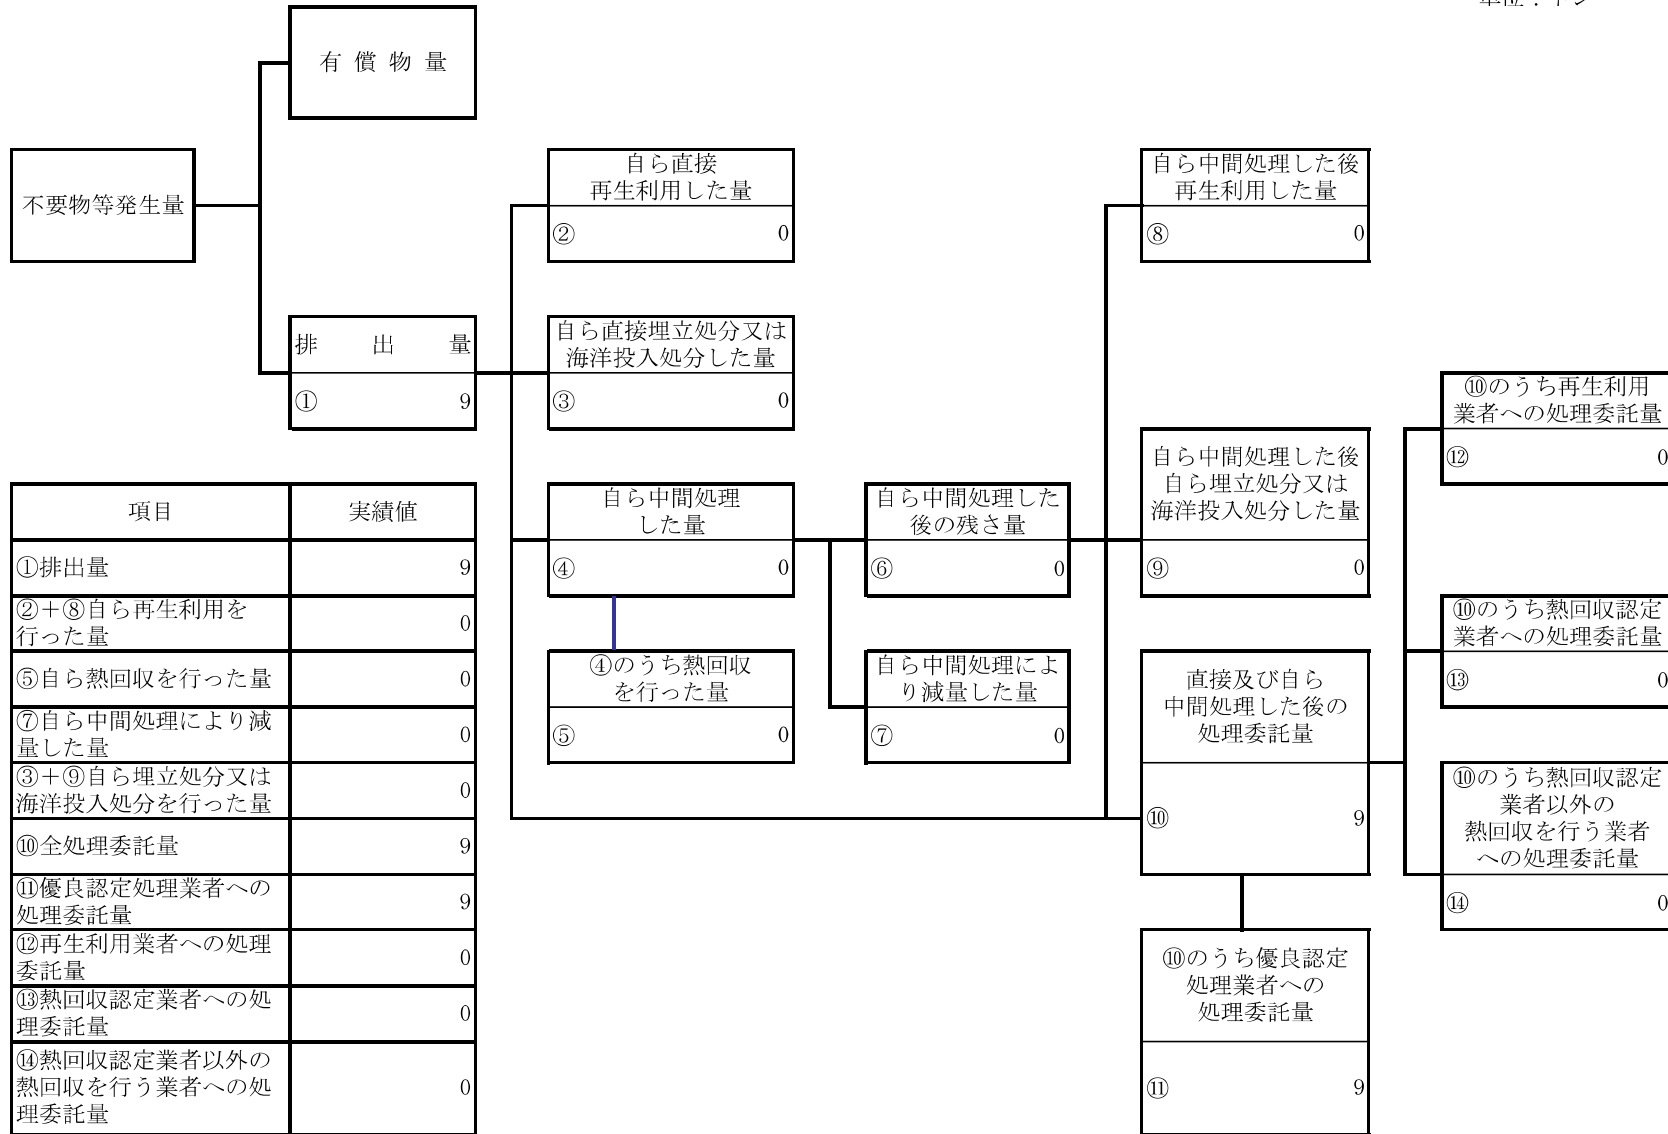 有償物量
不要物等発生量
自ら直接
再生利用した量
② 0
自ら中間処理した後
再生利用した量
⑧ 0
排出量
① 9
自ら直接埋立処分又は
海洋投入処分した量
③ 0
⑩のうち再生利用
業者への処理委託量
⑫ 0
自ら中間処理した後
自ら埋立処分又は
海洋投入処分した量
⑨ 0
自ら中間処理
した量
④ 0
自ら中間処理した
後の残さ量
⑥ 0
⑩のうち熱回収認定
業者への処理委託量
⑬ 0
④のうち熱回収
を行った量
⑤ 0
自ら中間処理によ
り減量した量
⑦ 0
直接及び自ら
中間処理した後の
処理委託量
⑩ 9
⑩のうち熱回収認定
業者以外の
熱回収を行う業者
への処理委託量
⑭ 0
⑩のうち優良認定
処理業者への
処理委託量
⑪ 9
項目 実績値
①排出量 9
②＋⑧自ら再生利用を
行った量 0
⑤自ら熱回収を行った量 0
⑦自ら中間処理により減
量した量 0
③＋⑨自ら埋立処分又は
海洋投入処分を行った量 0
⑩全処理委託量 9
⑪優良認定処理業者への
処理委託量 9
⑫再生利用業者への処理
委託量 0
⑬熱回収認定業者への処
理委託量 0
⑭熱回収認定業者以外の
熱回収を行う業者への処
理委託量 0